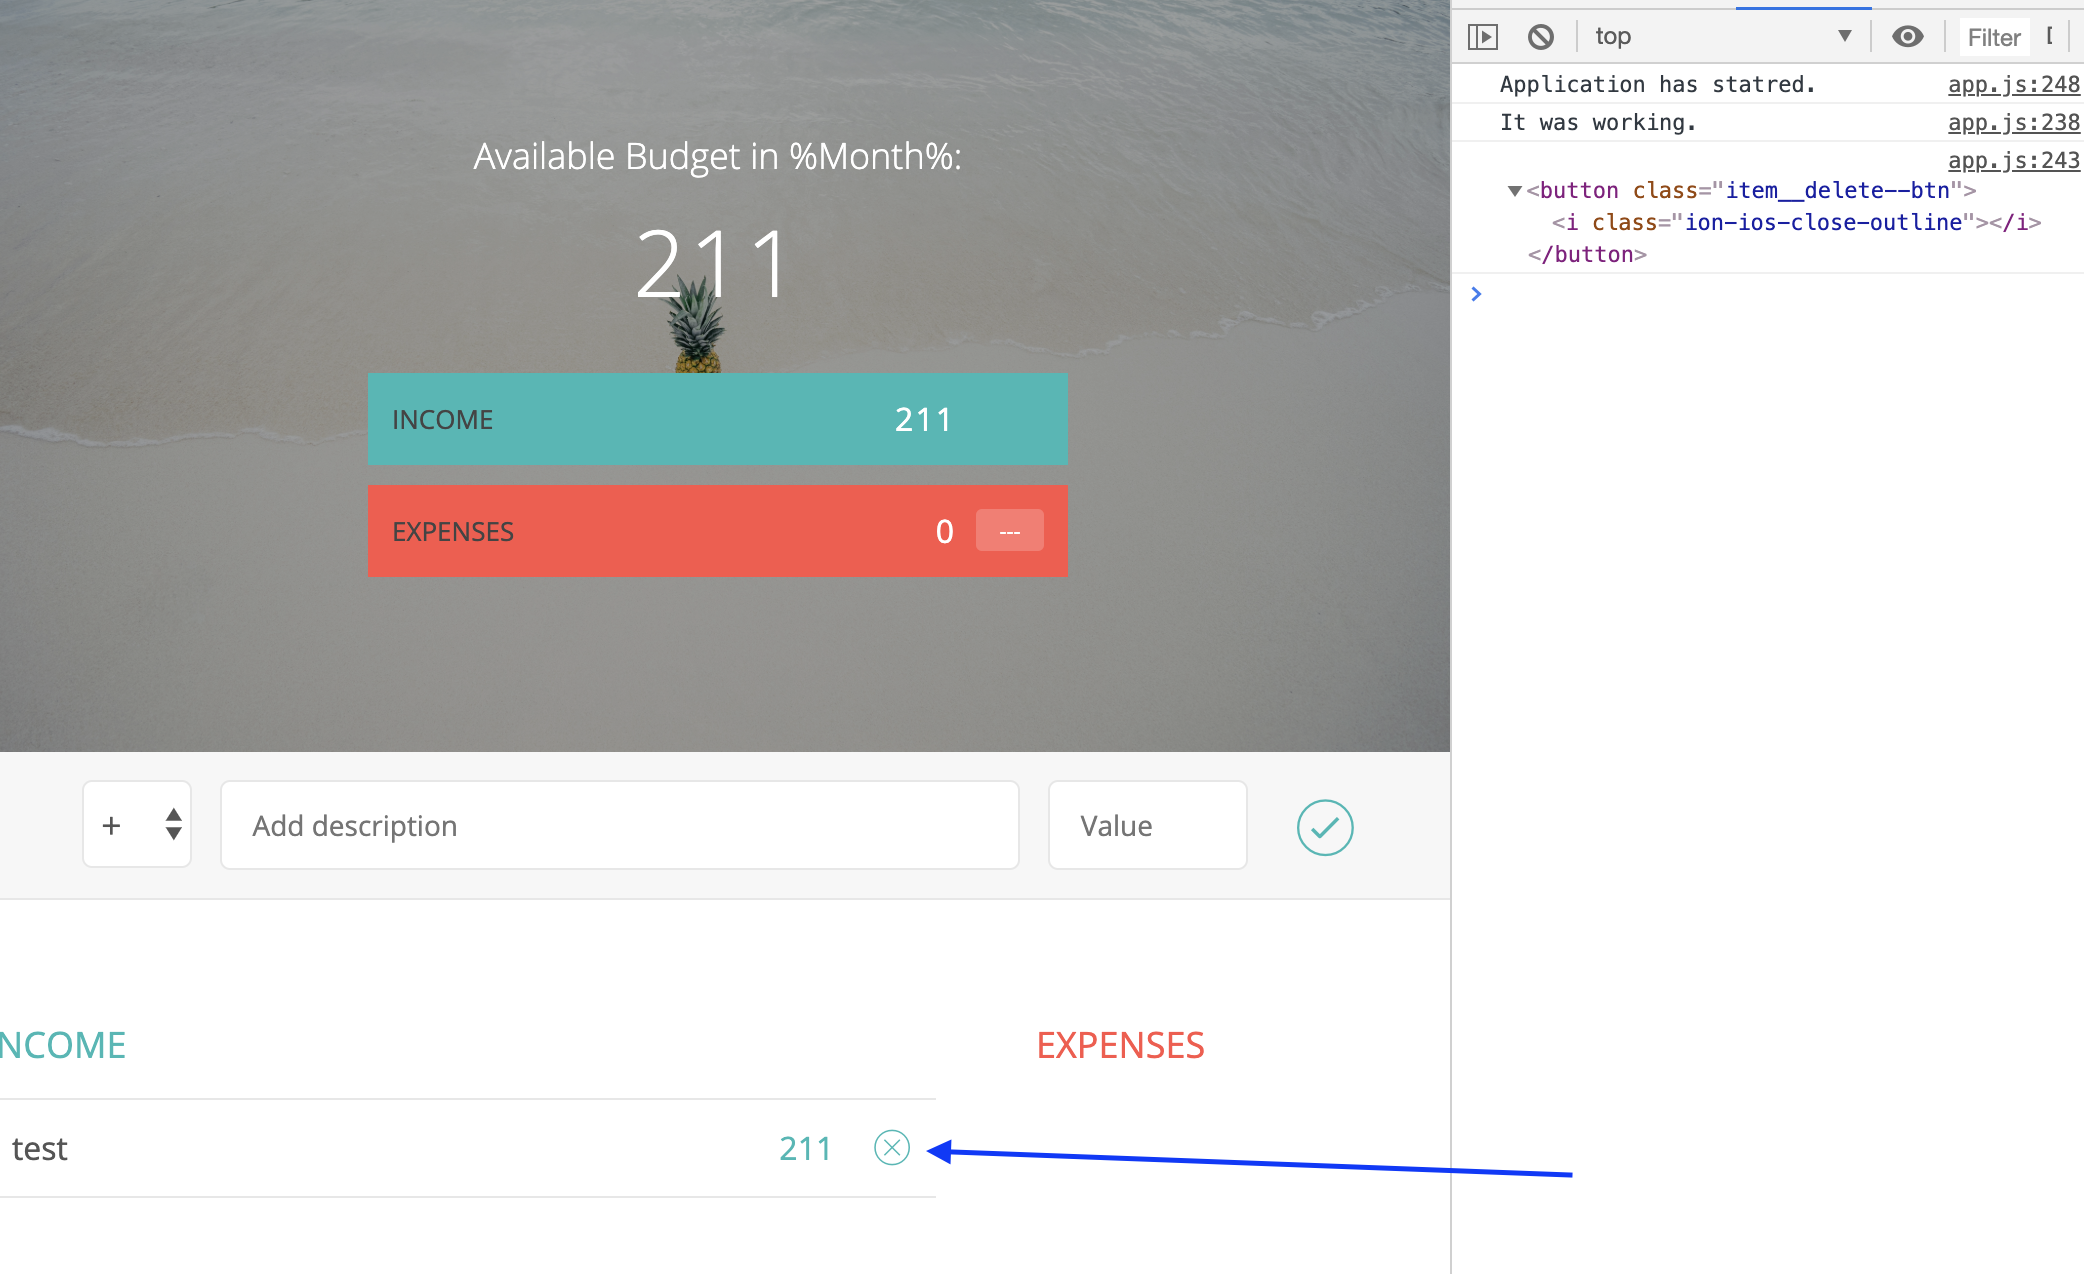 Available Budget in %Month%:
211
INCOME 211
EXPENSES 0 ---
+ Add description Value
NCOME
EXPENSES
test 211
top Filter
Application has statred. app.js:248
It was working. app.js:238
app.js:243
<button class="item__delete--btn">
<i class="ion-ios-close-outline"></i>
</button>